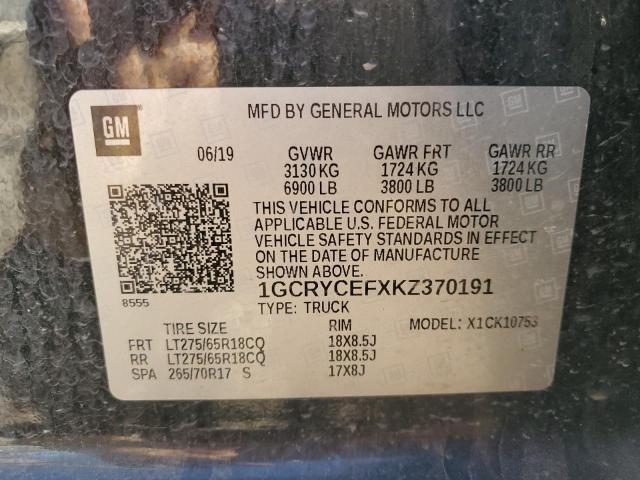 GM
MFD BY GENERAL MOTORS LLC
06/19 GVWR GAWR FRT GAWR RR
3130 KG 1724 KG 1724 KG
6900 LB 3800 LB 3800 LB
THIS VEHICLE CONFORMS TO ALL
APPLICABLE U.S. FEDERAL MOTOR
VEHICLE SAFETY STANDARDS IN EFFECT
ON THE DATE OF MANUFACTURE
8555
1GCRYCEFXKZ370191
TYPE: TRUCK
MODEL: X1CK10753
TIRE SIZE RIM
FRT LT275/65R18CQ 18X8.5J
RR LT275/65R18CQ 18X8.5J
SPA 265/70R17 S 17X8J